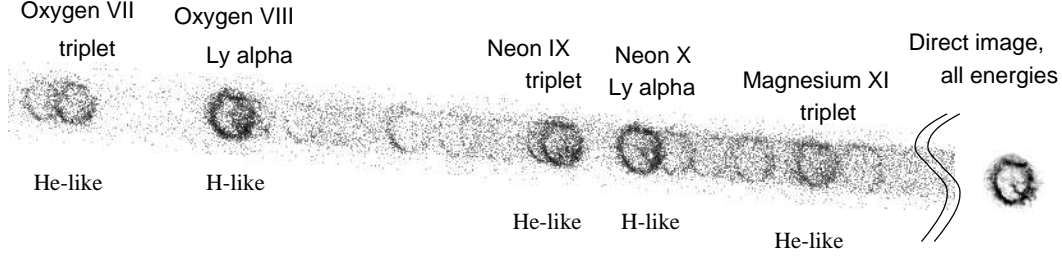 Oxygen VII
triplet
Oxygen VIII
Ly alpha
Neon IX
triplet
Neon X
Ly alpha
Magnesium XI
triplet
Direct image,
all energies
He-like
H-like
He-like
H-like
He-like